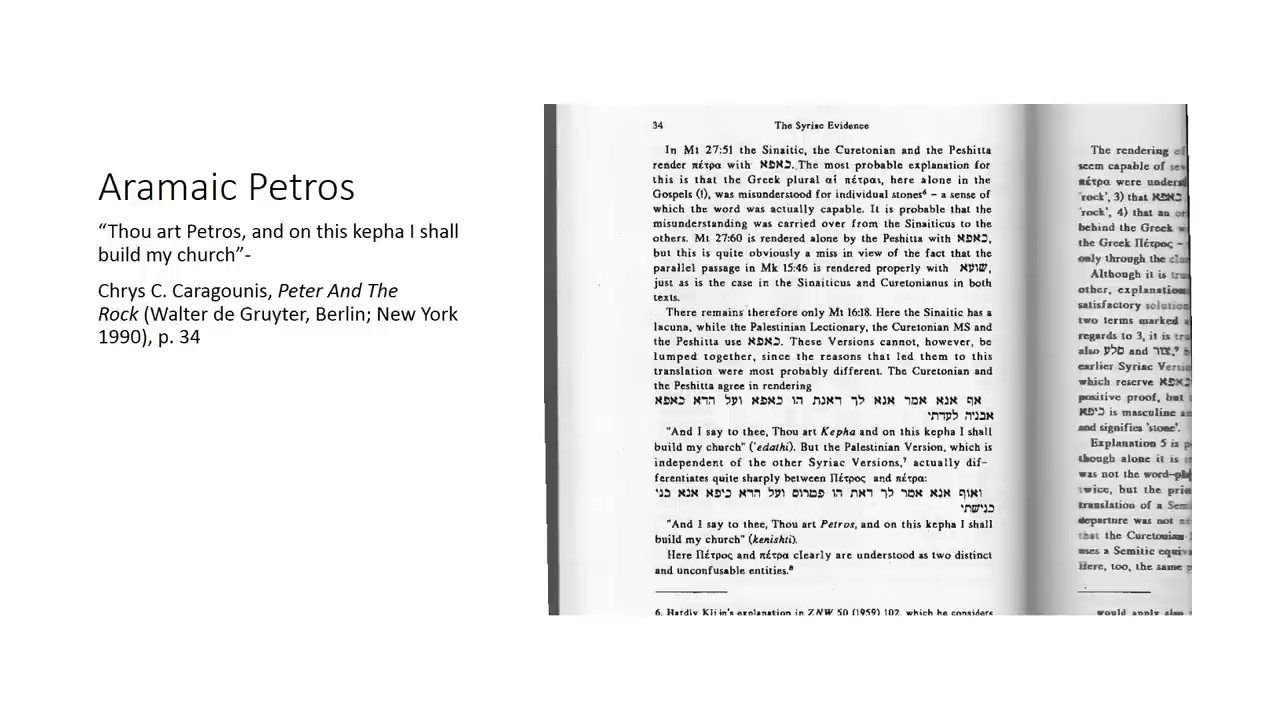 Aramaic Petros
“Thou art Petros, and on this kepha I shall
build my church”-
Chrys C. Caragounis, Peter And The
Rock (Walter de Gruyter, Berlin; New York
1990), p. 34
34 The Syriac Evidence
In Mt 27:51 the Sinaitic, the Curetonian and the Peshitta
render πέτρα with כאפא. The most probable explanation for
this is that the Greek plural αἱ πέτραι, here alone in the
Gospels (!), was misunderstood for individual stones⁶ – a sense of
which the word was actually capable. It is probable that the
misunderstanding was carried over from the Sinaiticus to the
others. Mt 27:60 is rendered alone by the Peshitta with כאפא,
but this is quite obviously a miss in view of the fact that the
parallel passage in Mk 15:46 is rendered properly with שועא,
just as is the case in the Sinaiticus and Curetonianus in both
texts.
There remains therefore only Mt 16:18. Here the Sinaitic has a
lacuna, while the Palestinian Lectionary, the Curetonian MS and
the Peshitta use כאפא. These Versions cannot, however, be
lumped together, since the reasons that led them to this
translation were most probably different. The Curetonian and
the Peshitta agree in rendering
אף אנא אמר אנא לך דאנת הו כאפא ועל הדא כאפא
אבניה לעדתי
"And I say to thee, Thou art Kepha and on this kepha I shall
build my church" (ʿedathi). But the Palestinian Version, which is
independent of the other Syriac Versions,⁷ actually dif-
ferentiates quite sharply between Πέτρος and πέτρα:
ואוף אנא אמר לך דאת הו פטרוס ועל הדא כיפא אנא בני
כנישתי
"And I say to thee, Thou art Petros, and on this kepha I shall
build my church" (kenishti).
Here Πέτρος and πέτρα clearly are understood as two distinct
and unconfusable entities.⁸
6. Hardly Kijin's explanation in ZNW 50 (1959) 102, which he considers
The rendering
seem capable of
πέτρα were
'rock', 3) that
'rock', 4) that an
behind the Greek
the Greek Πέτρος –
only through the
Although it is
other,
satisfactory
two terms marked
regards to 3, it is
also סלע and צור,⁹
earlier Syriac
which reserve
positive proof, but
כיפא is masculine
and signifies 'stone'.
Explanation 5 is
though alone it is
was not the
twice, but the
translation of a
departure was not
that the Curetonian
uses a Semitic
Here, too, the same
would apply also